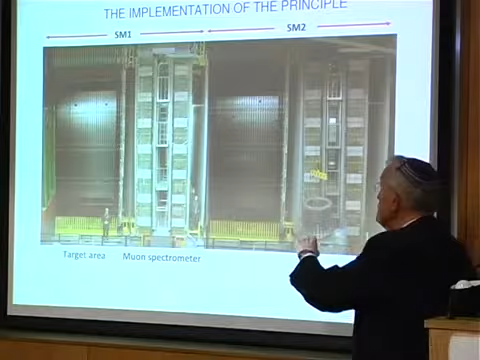 THE IMPLEMENTATION OF THE PRINCIPLE
SM1 SM2
Target area Muon spectrometer